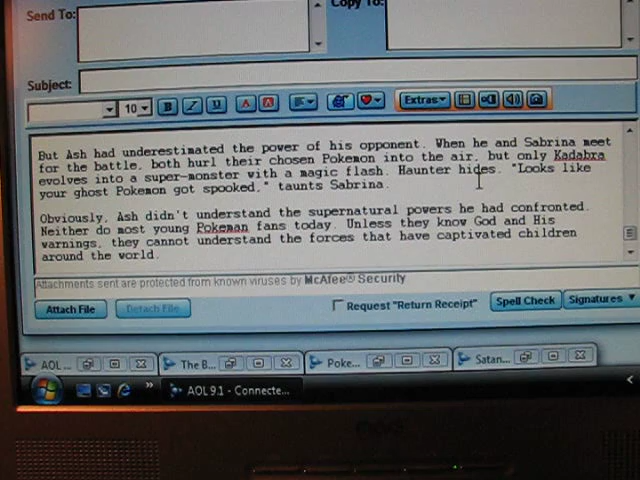 Send To:
Copy To:
Subject:
10
B I U A A
Extras
But Ash had underestimated the power of his opponent. When he and Sabrina meet
for the battle, both hurl their chosen Pokemon into the air, but only Kadabra
evolves into a super-monster with a magic flash. Haunter hides. "Looks like
your ghost Pokemon got spooked," taunts Sabrina.
Obviously, Ash didn't understand the supernatural powers he had confronted.
Neither do most young Pokeman fans today. Unless they know God and His
warnings, they cannot understand the forces that have captivated children
around the world.
Attachments sent are protected from known viruses by McAfee® Security
Attach File
Detach File
Request "Return Receipt"
Spell Check
Signatures
AOL ...
The B...
Poke...
Satan...
AOL 9.1 - Connecte...